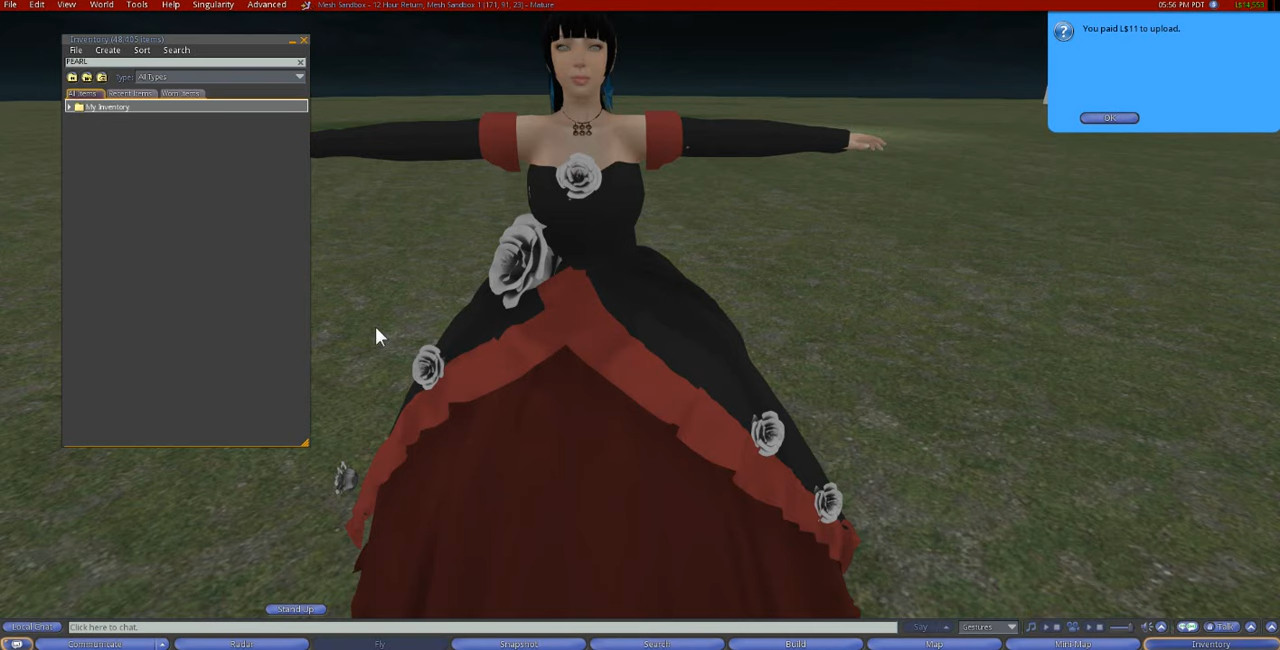 File Edit View World Tools Help Singularity Advanced Mesh Sandbox - 12 Hour Return, Mesh Sandbox 1 (171, 91, 23) - Mature 05:56 PM PDT L$14,553
You paid L$11 to upload.
OK
Inventory (48,405 items)
File Create Sort Search
PEARL
Type: All Types
All Items Recent Items Worn Items
My Inventory
Stand Up
Local Chat Click here to chat. Say Gestures Talk
Communicate Radar Fly Snapshot Search Build Map Mini-Map Inventory